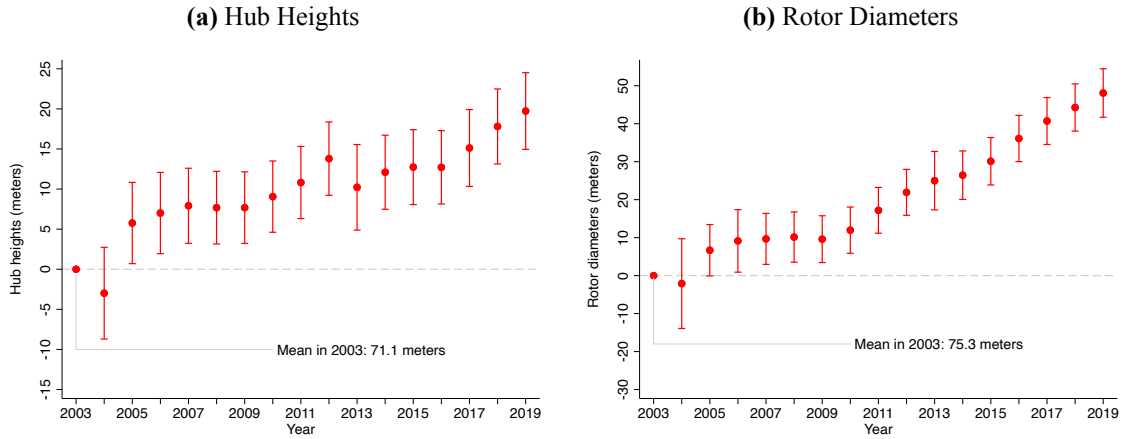 (a) Hub Heights
Hub heights (meters)
25
20
15
10
5
0
-5
-10
-15
Mean in 2003: 71.1 meters
2003 2005 2007 2009 2011 2013 2015 2017 2019
Year
(b) Rotor Diameters
Rotor diameters (meters)
50
40
30
20
10
0
-10
-20
-30
Mean in 2003: 75.3 meters
2003 2005 2007 2009 2011 2013 2015 2017 2019
Year